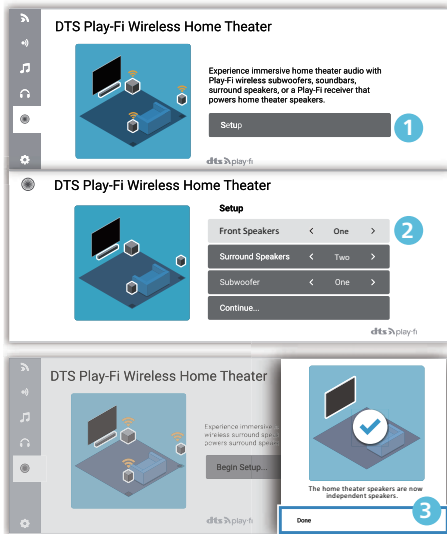 DTS Play-Fi Wireless Home Theater
Experience immersive home theater audio with
Play-Fi wireless subwoofers, soundbars,
surround speakers, or a Play-Fi receiver that
powers home theater speakers.
Setup
1
dts play-fi
DTS Play-Fi Wireless Home Theater
Setup
Front Speakers < One >
2
Surround Speakers < Two >
Subwoofer < One >
Continue...
dts play-fi
DTS Play-Fi Wireless Home Theater
Experience immersive
wireless surround
powers surround
Begin Setup...
dts play-fi
The home theater speakers are now
independent speakers.
Done
3